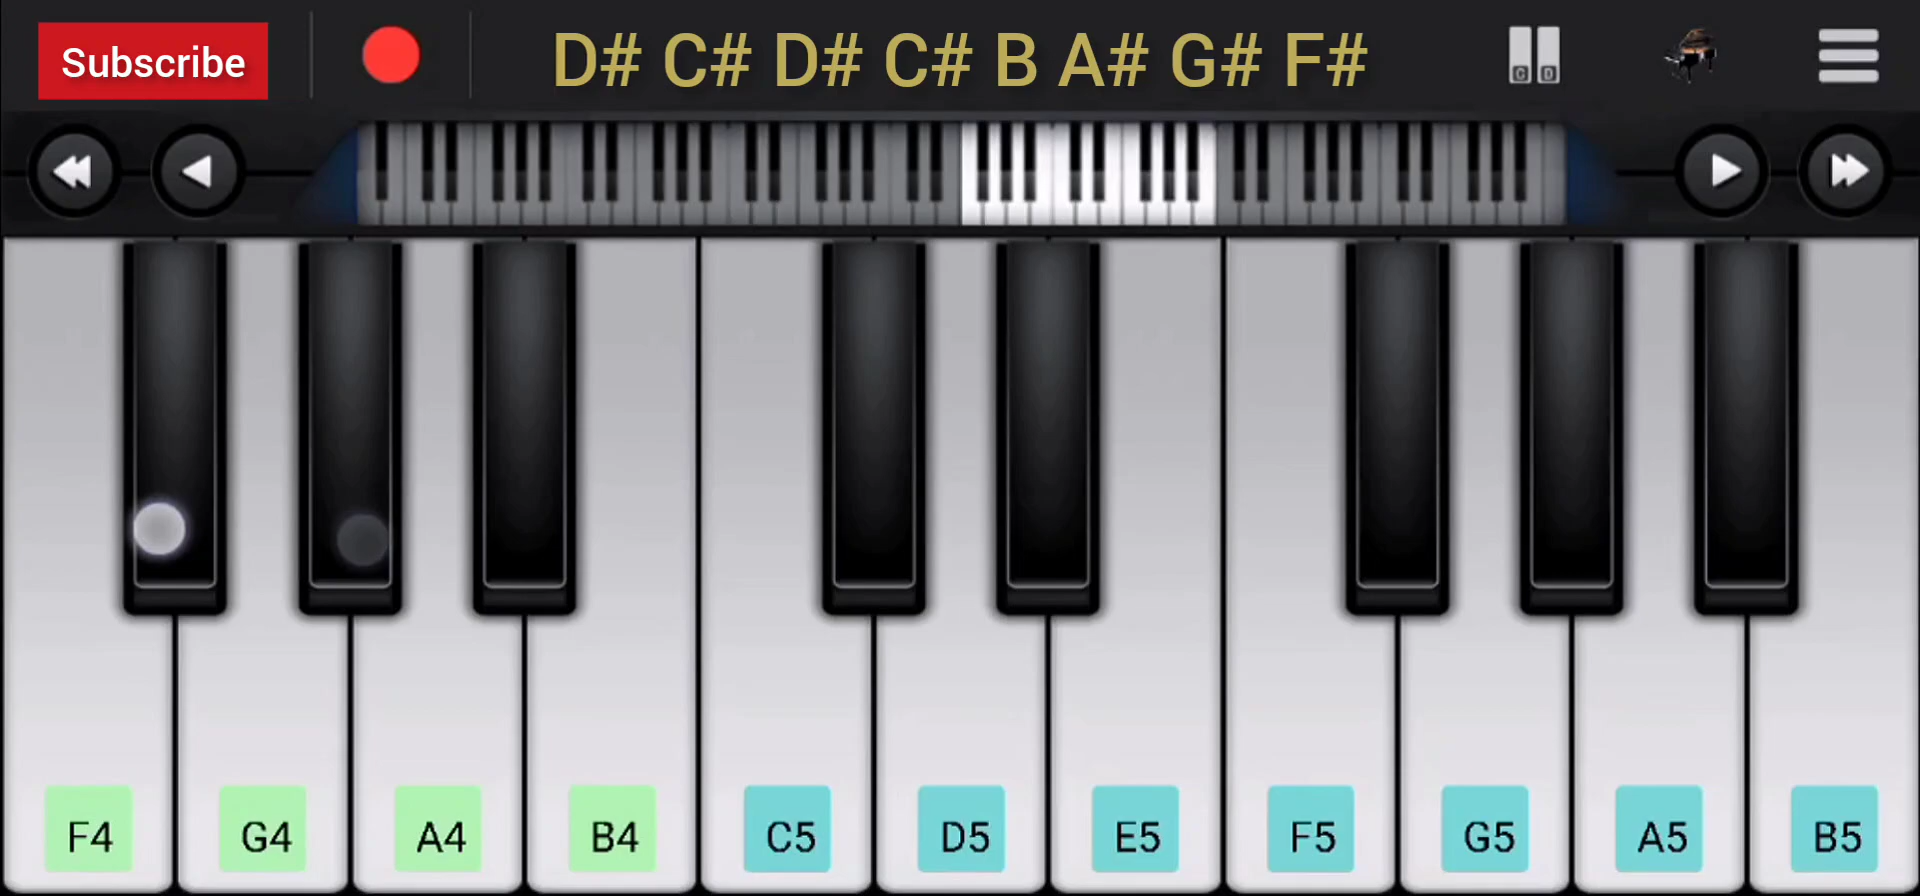 Subscribe
D# C# D# C# B A# G# F#
C D
F4 G4 A4 B4 C5 D5 E5 F5 G5 A5 B5